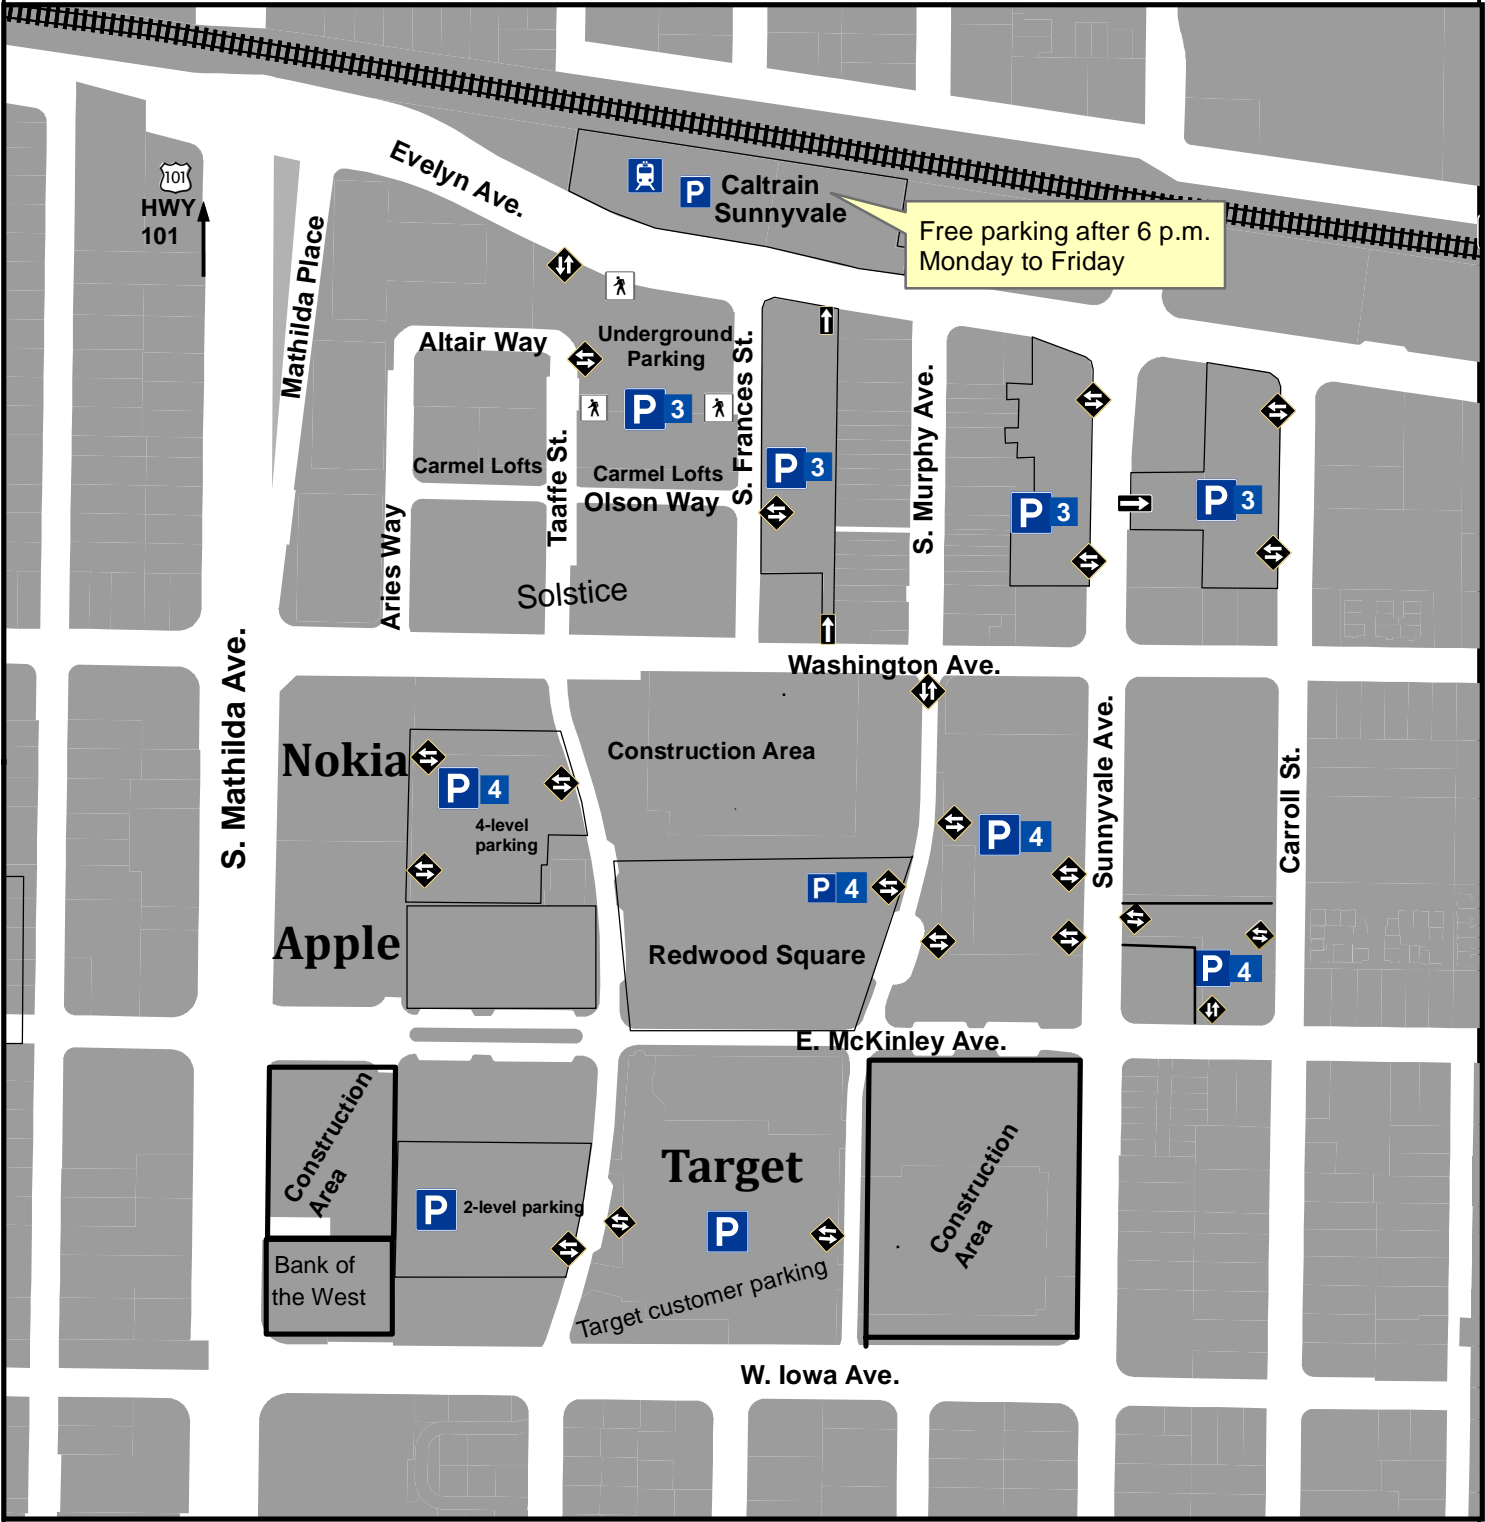 Evelyn Ave.
101
HWY
101
P
Caltrain
Sunnyvale
Free parking after 6 p.m.
Monday to Friday
Mathilda Place
Altair Way
Underground
Parking
P 3
Carmel Lofts
Taaffe St.
Carmel Lofts
Olson Way
S. Frances St.
P 3
S. Murphy Ave.
P 3
P 3
Aries Way
Solstice
S. Mathilda Ave.
Washington Ave.
Nokia
P 4
4-level
parking
Construction Area
P 4
Sunnyvale Ave.
Carroll St.
Apple
P 4
Redwood Square
P 4
E. McKinley Ave.
Construction
Area
Target
Construction
Area
P
2-level parking
P
Bank of
the West
Target customer parking
W. Iowa Ave.